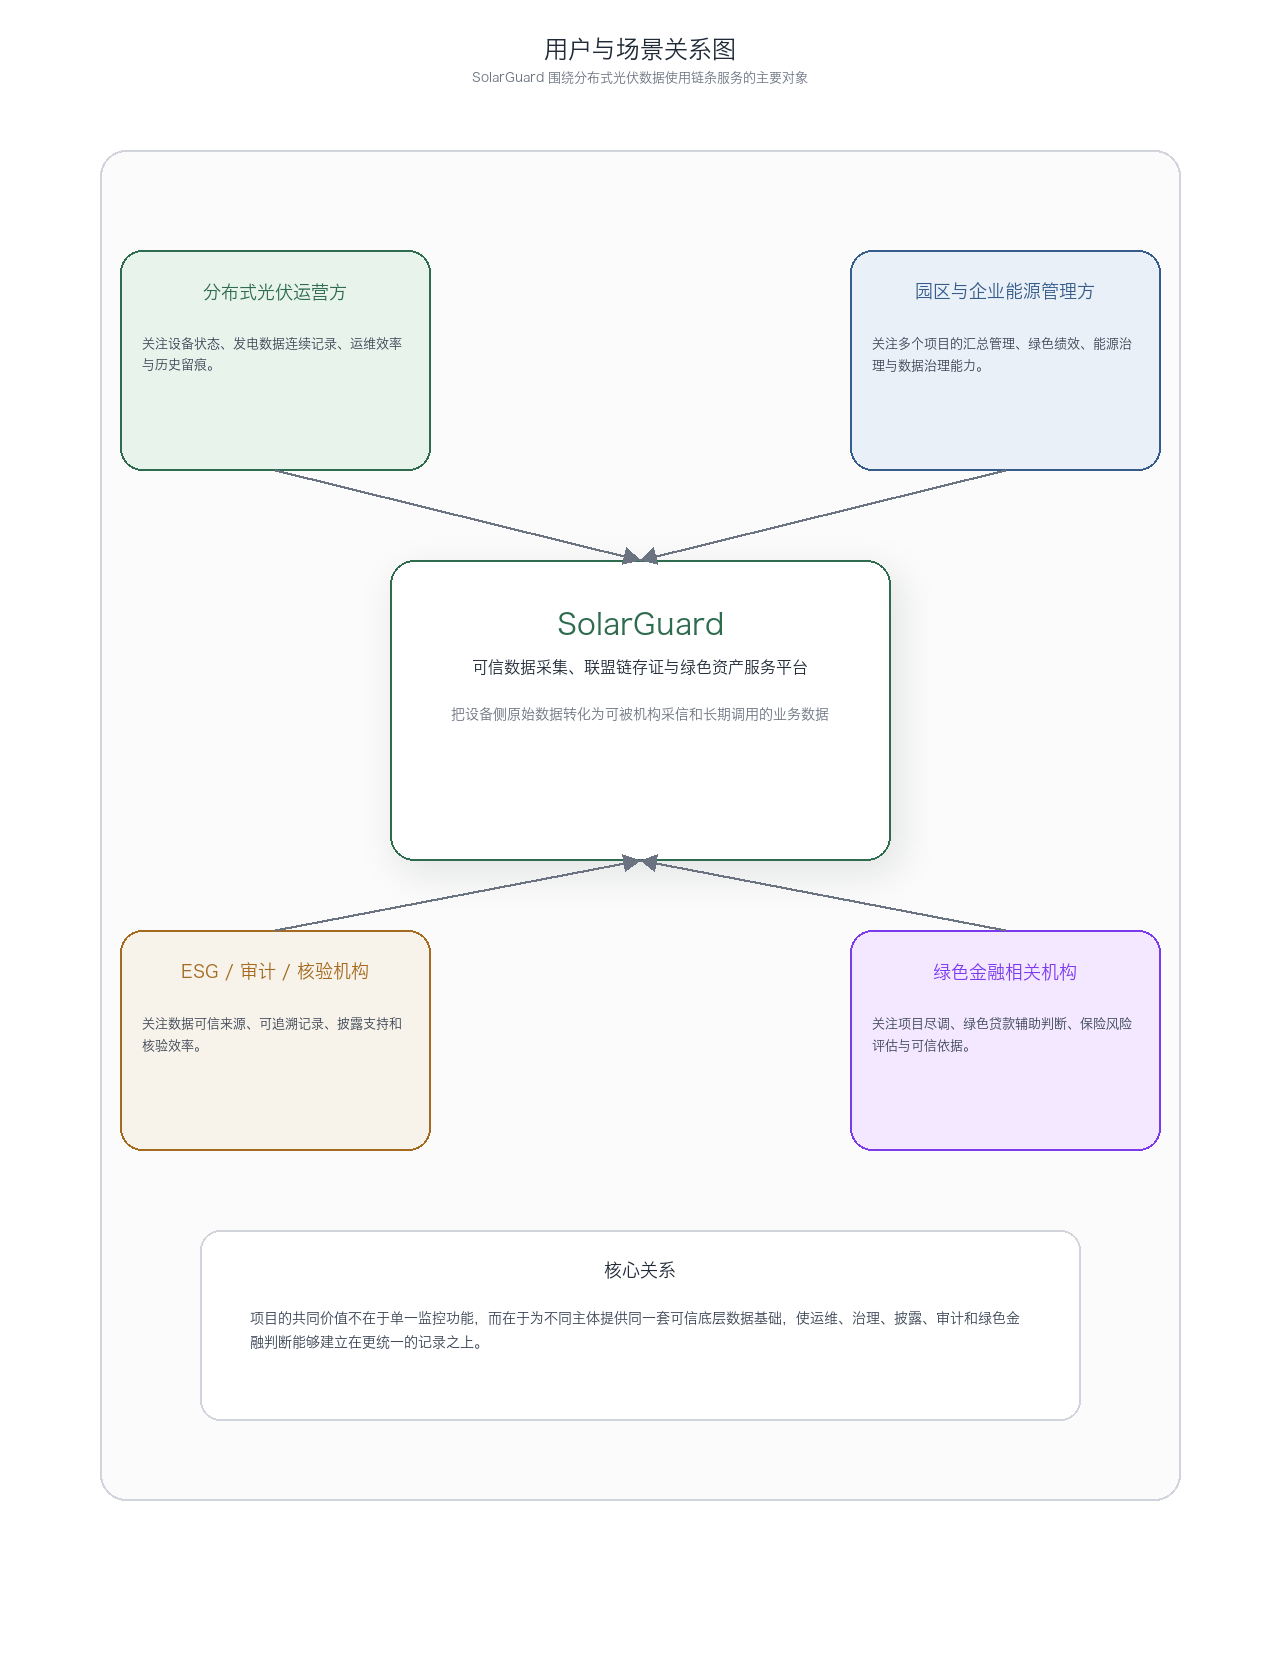 用户与场景关系图
SolarGuard 围绕分布式光伏数据使用链条服务的主要对象
分布式光伏运营方
关注设备状态、发电数据连续记录、运维效率
与历史留痕。
园区与企业能源管理方
关注多个项目的汇总管理、绿色绩效、能源治
理与数据治理能力。
SolarGuard
可信数据采集、联盟链存证与绿色资产服务平台
把设备侧原始数据转化为可被机构采信和长期调用的业务数据
ESG / 审计 / 核验机构
关注数据可信来源、可追溯记录、披露支持和
核验效率。
绿色金融相关机构
关注项目尽调、绿色贷款辅助判断、保险风险
评估与可信依据。
核心关系
项目的共同价值不在于单一监控功能，而在于为不同主体提供同一套可信底层数据基础，使运维、治理、披露、审计和绿色金
融判断能够建立在更统一的记录之上。